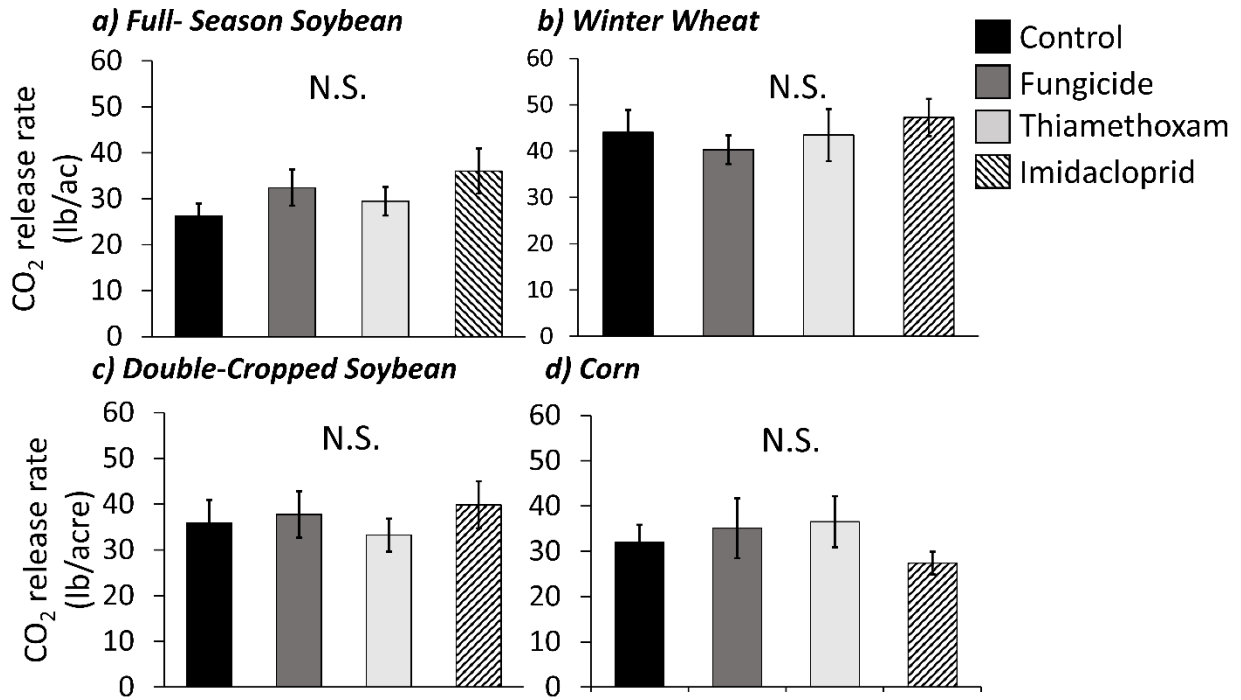 a) Full- Season Soybean
b) Winter Wheat
Control
Fungicide
Thiamethoxam
Imidacloprid
CO₂ release rate
(lb/ac)
60
50
40
30
20
10
0
N.S.
60
50
40
30
20
10
0
N.S.
c) Double-Cropped Soybean
d) Corn
CO₂ release rate
(lb/acre)
60
50
40
30
20
10
0
N.S.
60
50
40
30
20
10
0
N.S.